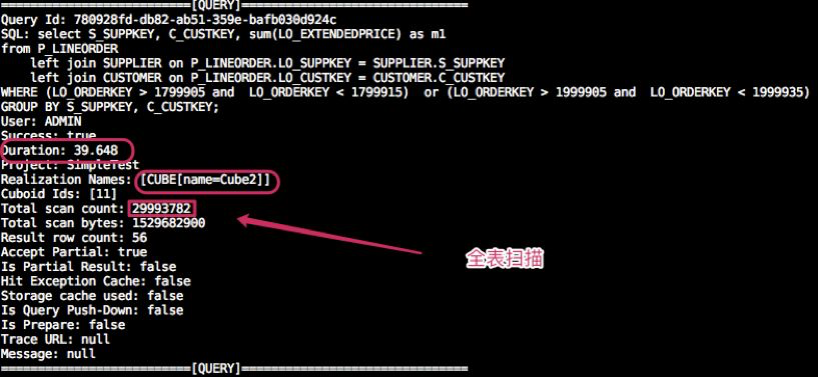 ==========================[QUERY]===============================
Query Id: 780928fd-db82-ab51-359e-bafb030d924c
SQL: select S_SUPPKEY, C_CUSTKEY, sum(LO_EXTENDEDPRICE) as m1
from P_LINEORDER
    left join SUPPLIER on P_LINEORDER.LO_SUPPKEY = SUPPLIER.S_SUPPKEY
    left join CUSTOMER on P_LINEORDER.LO_CUSTKEY = CUSTOMER.C_CUSTKEY
WHERE (LO_ORDERKEY > 1799905 and  LO_ORDERKEY < 1799915)  or (LO_ORDERKEY > 1999905 and  LO_ORDERKEY < 1999935)
GROUP BY S_SUPPKEY, C_CUSTKEY;
User: ADMIN
Success: true
Duration: 39.648
Project: SimpleTest
Realization Names: [CUBE[name=Cube2]]
Cuboid Ids: [11]
Total scan count: 29993782
Total scan bytes: 1529682900
Result row count: 56
Accept Partial: true
全表扫描
Is Partial Result: false
Hit Exception Cache: false
Storage cache used: false
Is Query Push-Down: false
Is Prepare: false
Trace URL: null
Message: null
==========================[QUERY]===============================